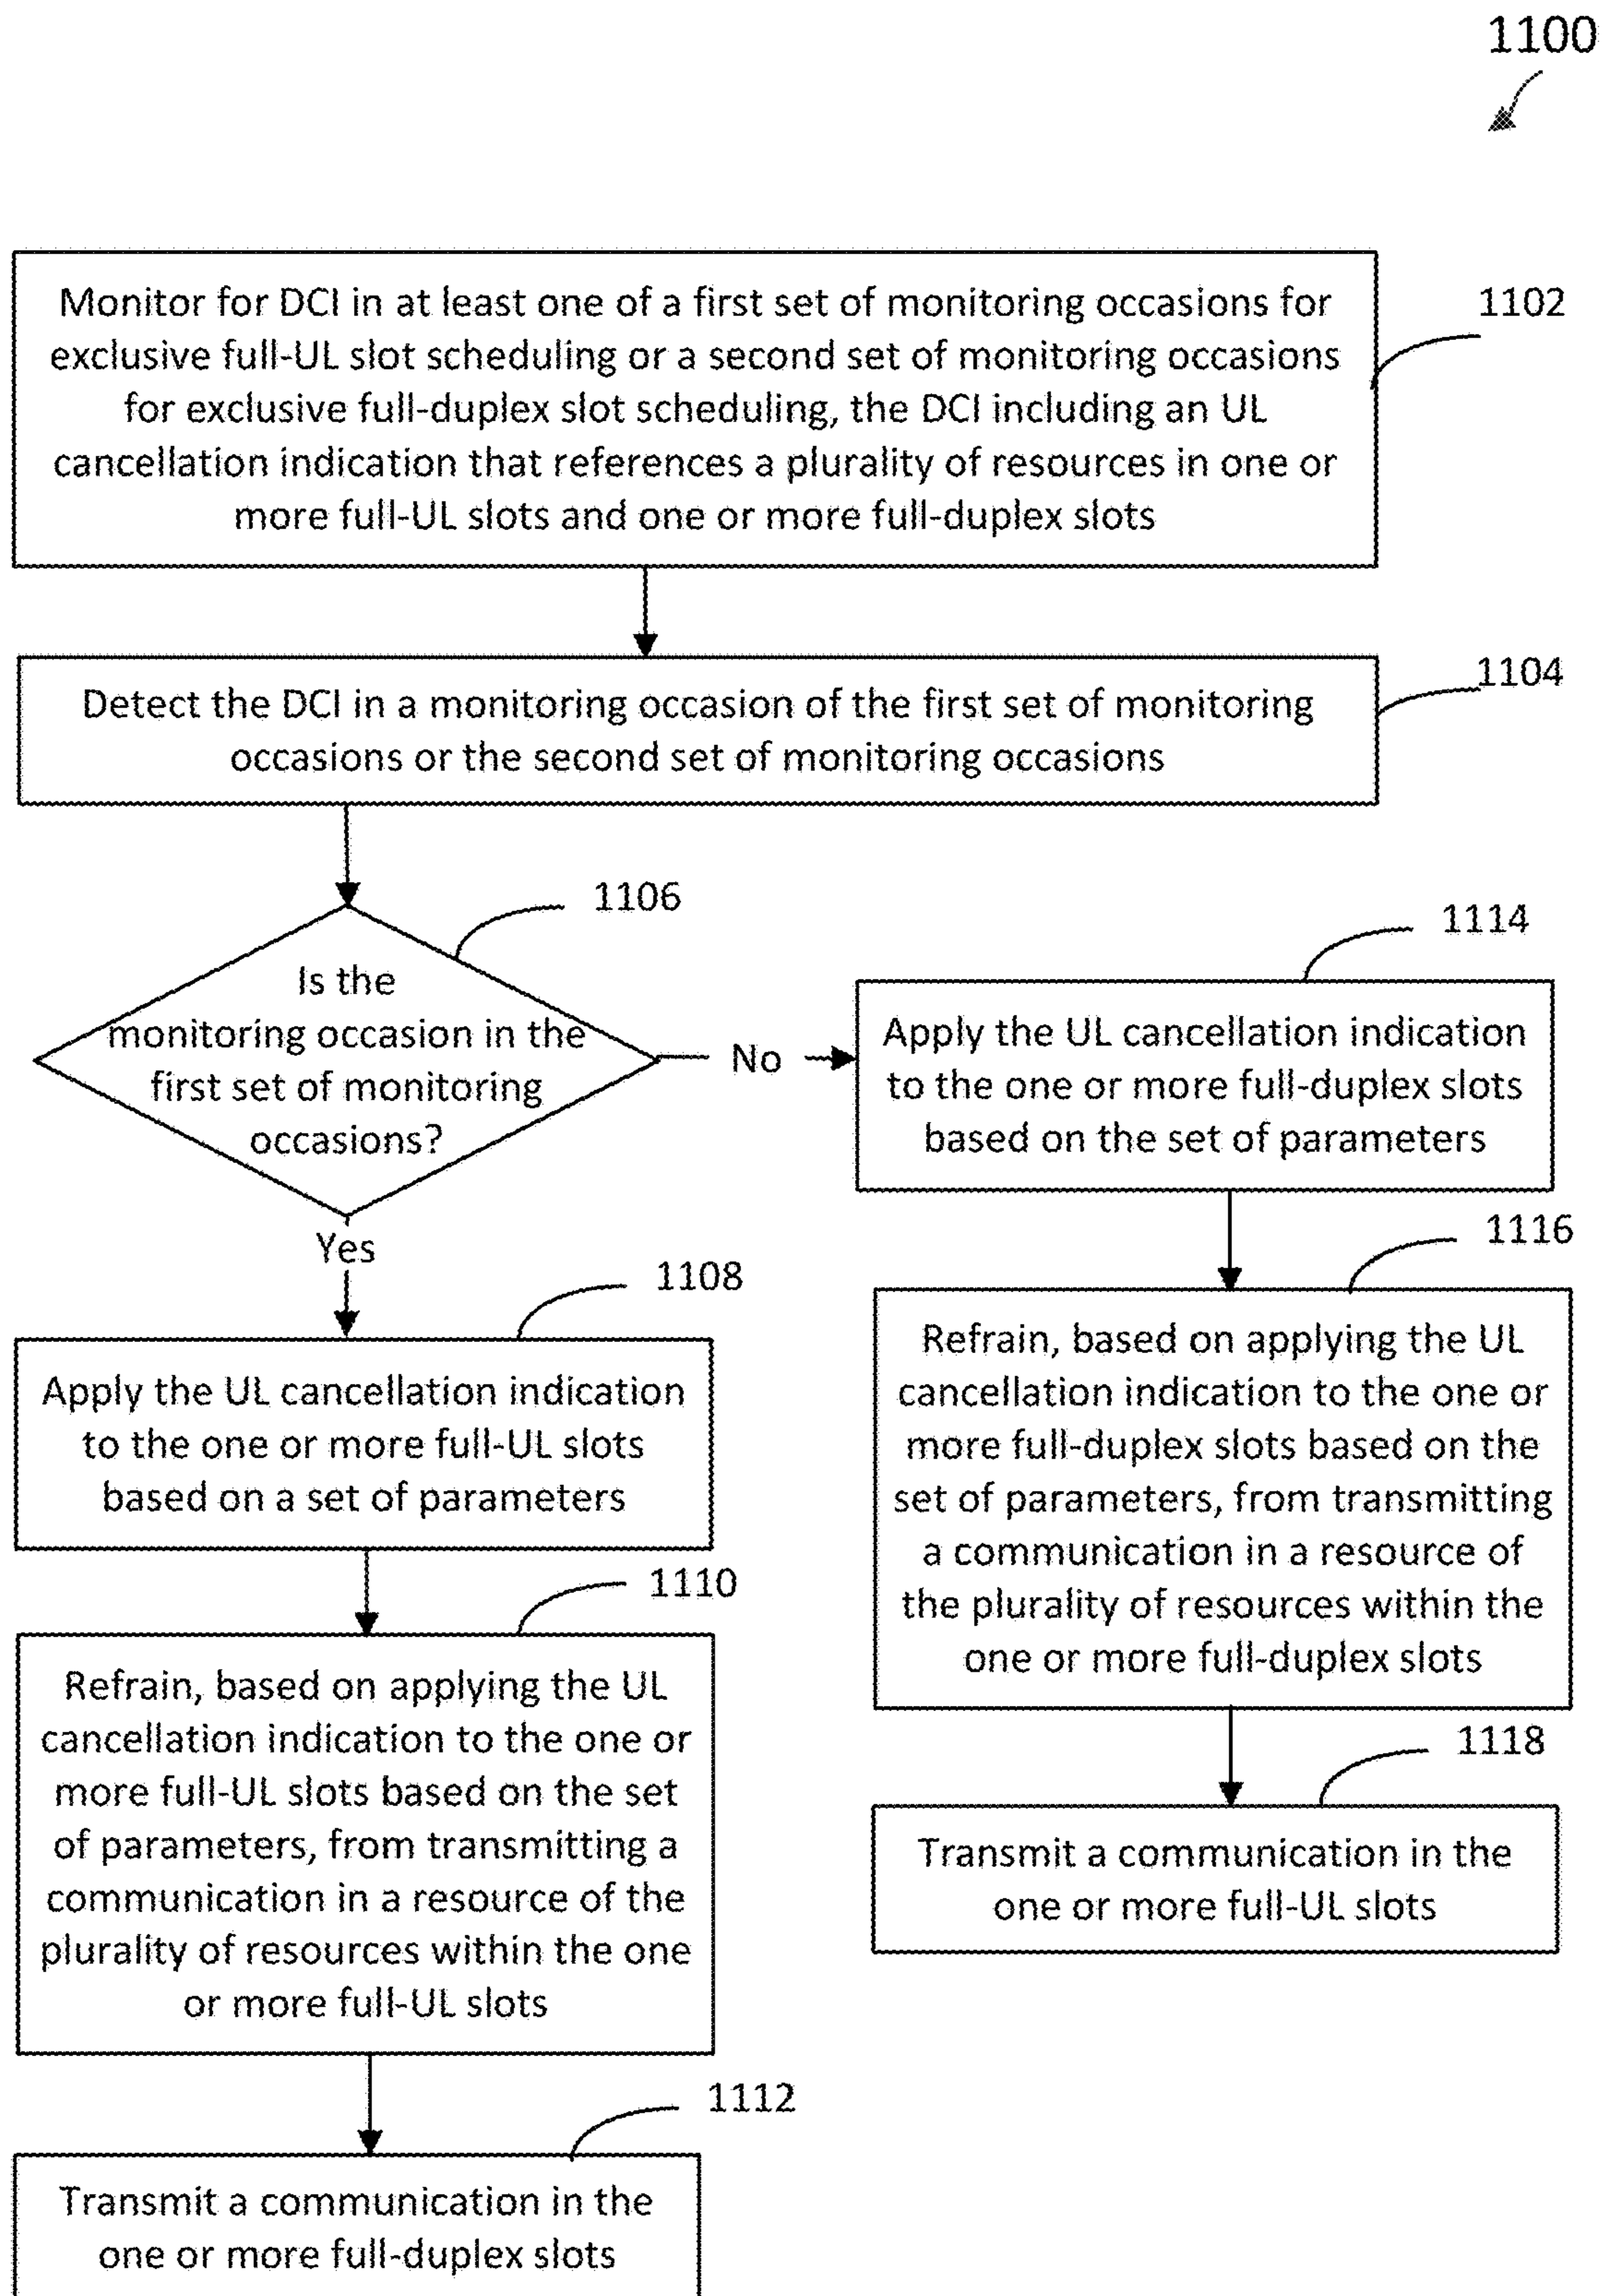 1100
Monitor for DCI in at least one of a first set of monitoring occasions for
exclusive full-UL slot scheduling or a second set of monitoring occasions
for exclusive full-duplex slot scheduling, the DCI including an UL
cancellation indication that references a plurality of resources in one or
more full-UL slots and one or more full-duplex slots
1102
Detect the DCI in a monitoring occasion of the first set of monitoring
occasions or the second set of monitoring occasions
1104
1106
Is the
monitoring occasion in the
first set of monitoring
occasions?
No
Yes
1108
Apply the UL cancellation indication
to the one or more full-UL slots
based on a set of parameters
1110
Refrain, based on applying the UL
cancellation indication to the one or
more full-UL slots based on the set
of parameters, from transmitting a
communication in a resource of the
plurality of resources within the one
or more full-UL slots
1112
Transmit a communication in the
one or more full-duplex slots
1114
Apply the UL cancellation indication
to the one or more full-duplex slots
based on the set of parameters
1116
Refrain, based on applying the UL
cancellation indication to the one or
more full-duplex slots based on the
set of parameters, from transmitting
a communication in a resource of
the plurality of resources within the
one or more full-duplex slots
1118
Transmit a communication in the
one or more full-UL slots